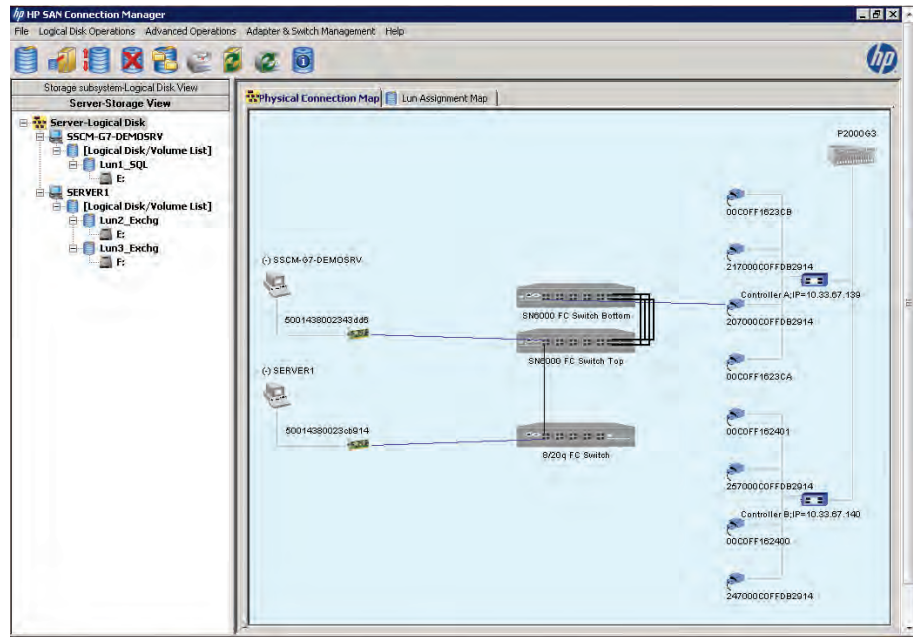 hp HP SAN Connection Manager
File Logical Disk Operations Advanced Operations Adapter & Switch Management Help
hp
Storage subsystem-Logical Disk View
Server-Storage View
Server-Logical Disk
SSCM-G7-DEMOSRV
[Logical Disk/Volume List]
Lun1_SQL
E:
SERVER1
[Logical Disk/Volume List]
Lun2_Exchg
E:
Lun3_Exchg
F:
Physical Connection Map
Lun Assignment Map
P2000G3
00C0FF1623CB
(-) SSCM-G7-DEMOSRV
217000C0FFDB2914
Controller A;IP=10.33.67.139
5001438002343dd6
SN6000 FC Switch Bottom
207000C0FFDB2914
SN6000 FC Switch Top
(-) SERVER1
00C0FF1623CA
50014380023cb914
00C0FF162401
8/20q FC Switch
257000C0FFDB2914
Controller B;IP=10.33.67.140
00C0FF162400
247000C0FFDB2914